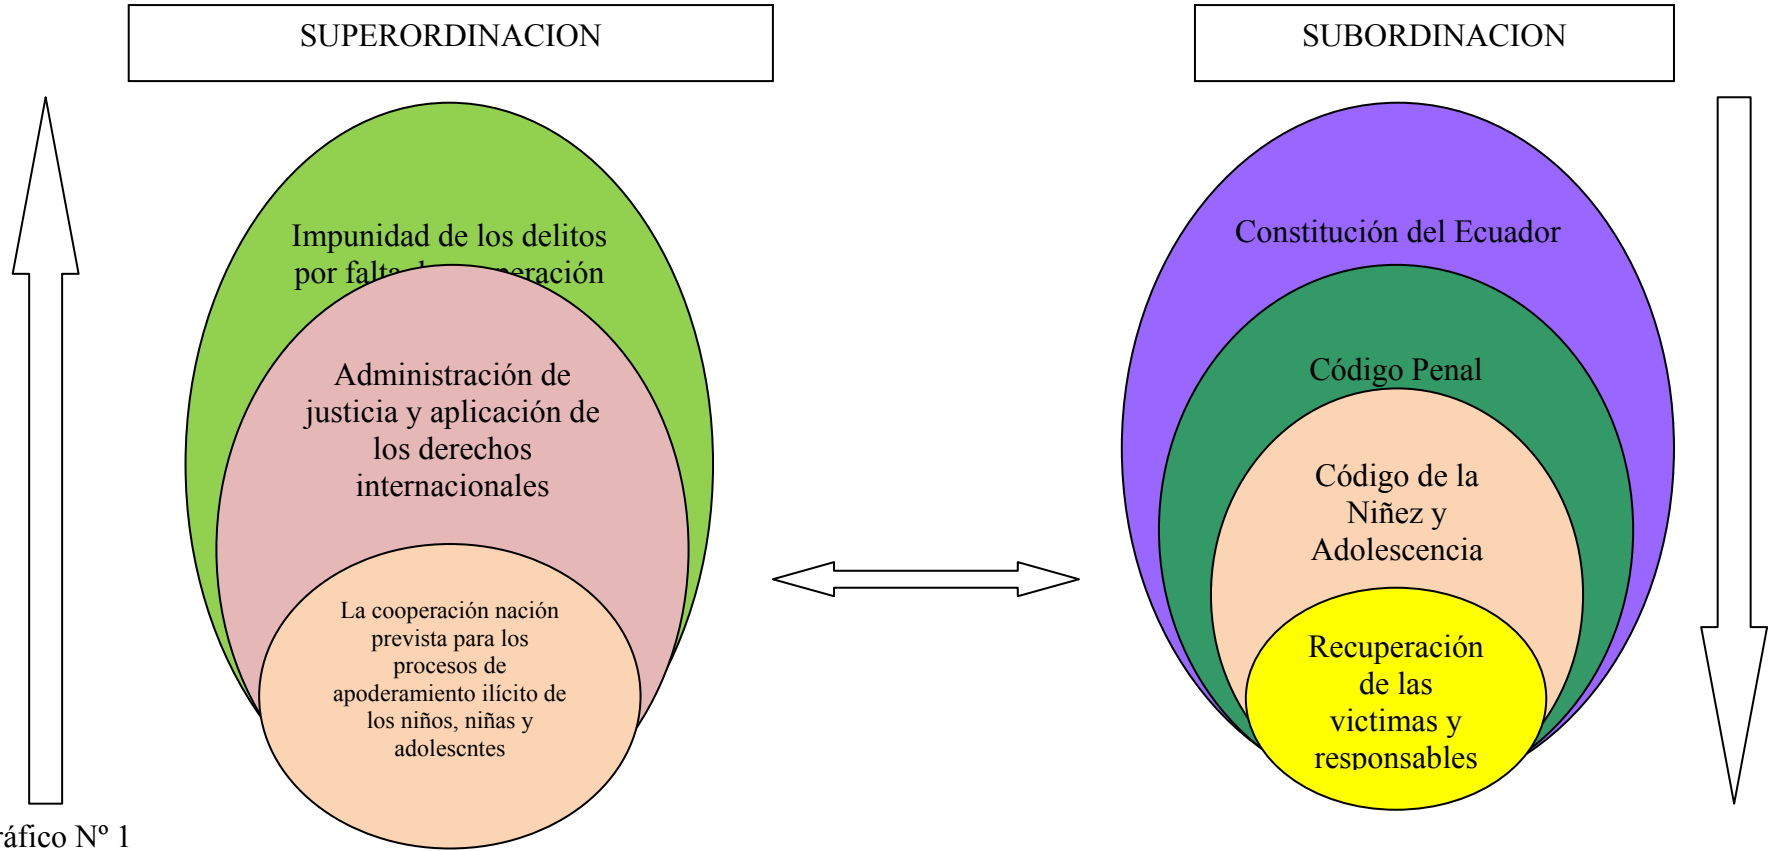 SUPERORDINACION
SUBORDINACION
Impunidad de los delitos
por
Administración de
justicia y aplicación de
los derechos
internacionales
La cooperación nación
prevista para los
procesos de
apoderamiento ilícito de
los niños, niñas y
adolescntes
Constitución del Ecuador
Código Penal
Código de la
Niñez y
Adolescencia
Recuperación
de las
victimas y
responsables
ráfico Nº 1